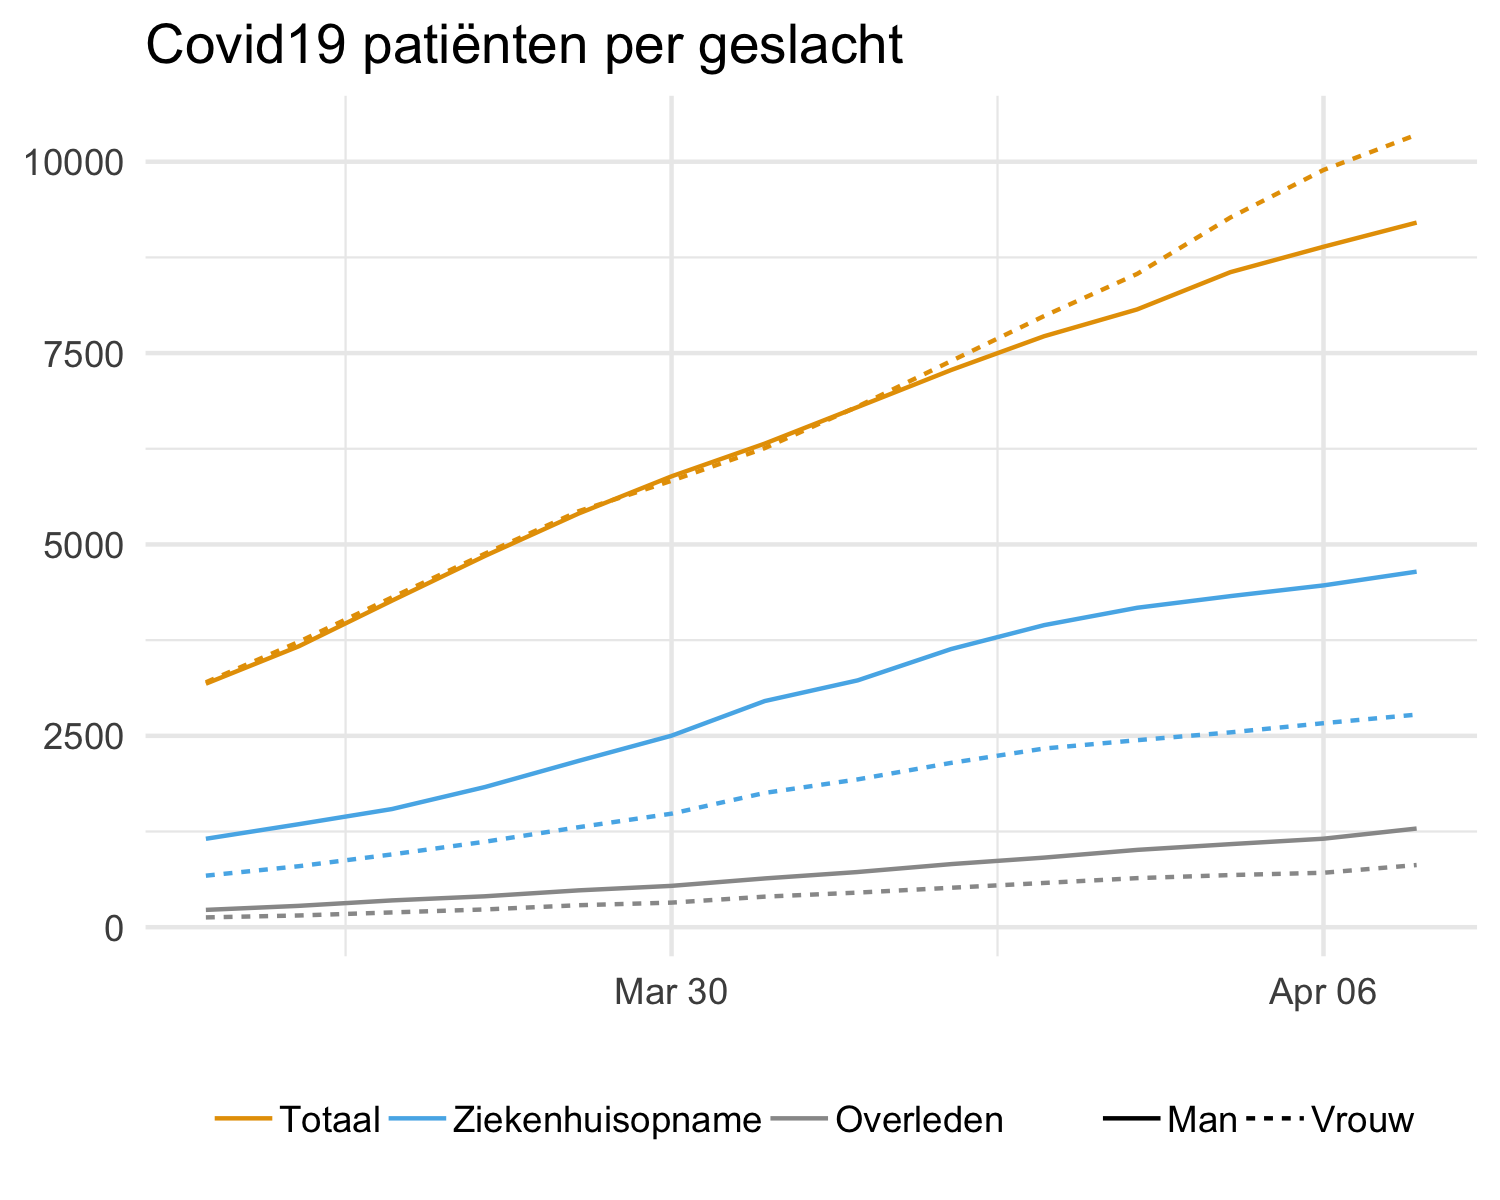 Covid19 patiënten per geslacht
10000
7500
5000
2500
0
Mar 30 Apr 06
Totaal Ziekenhuisopname Overleden Man Vrouw